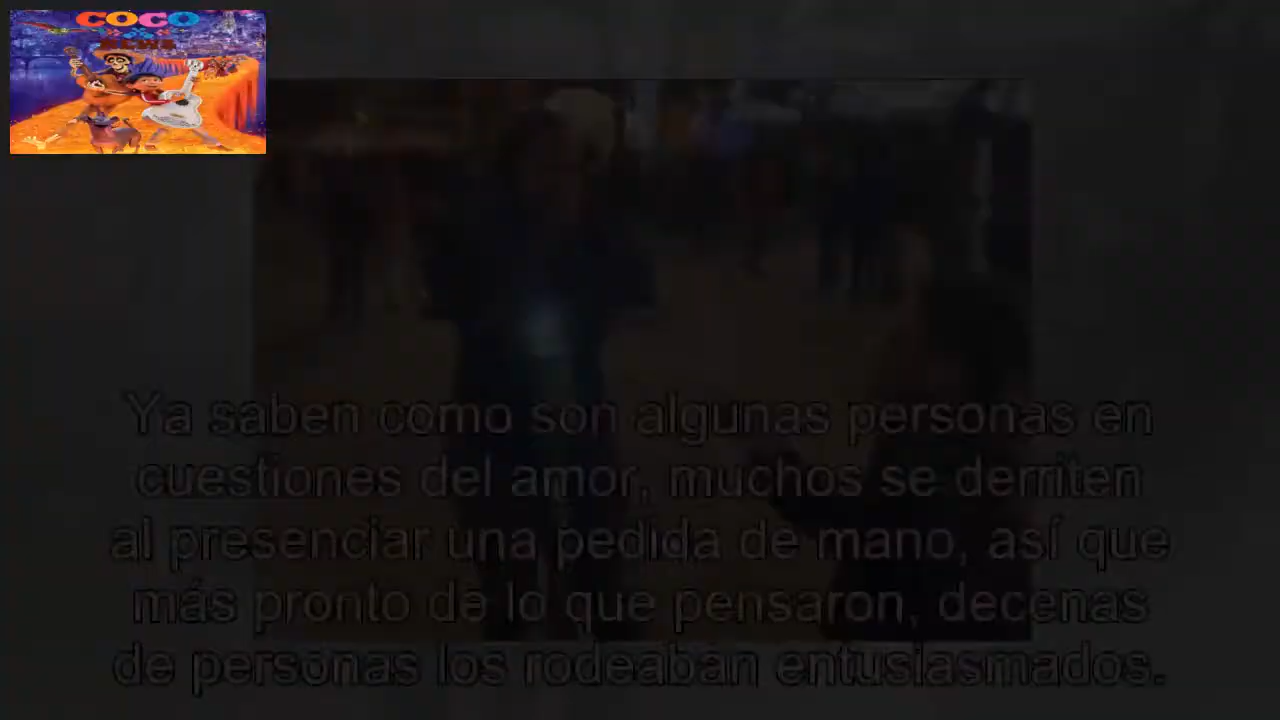 COCO
NEWS
Ya saben como son algunas personas en
cuestiones del amor, muchos se derriten
al presenciar una pedida de mano, así que
más pronto de lo que pensaron, decenas
de personas los rodeaban entusiasmados.